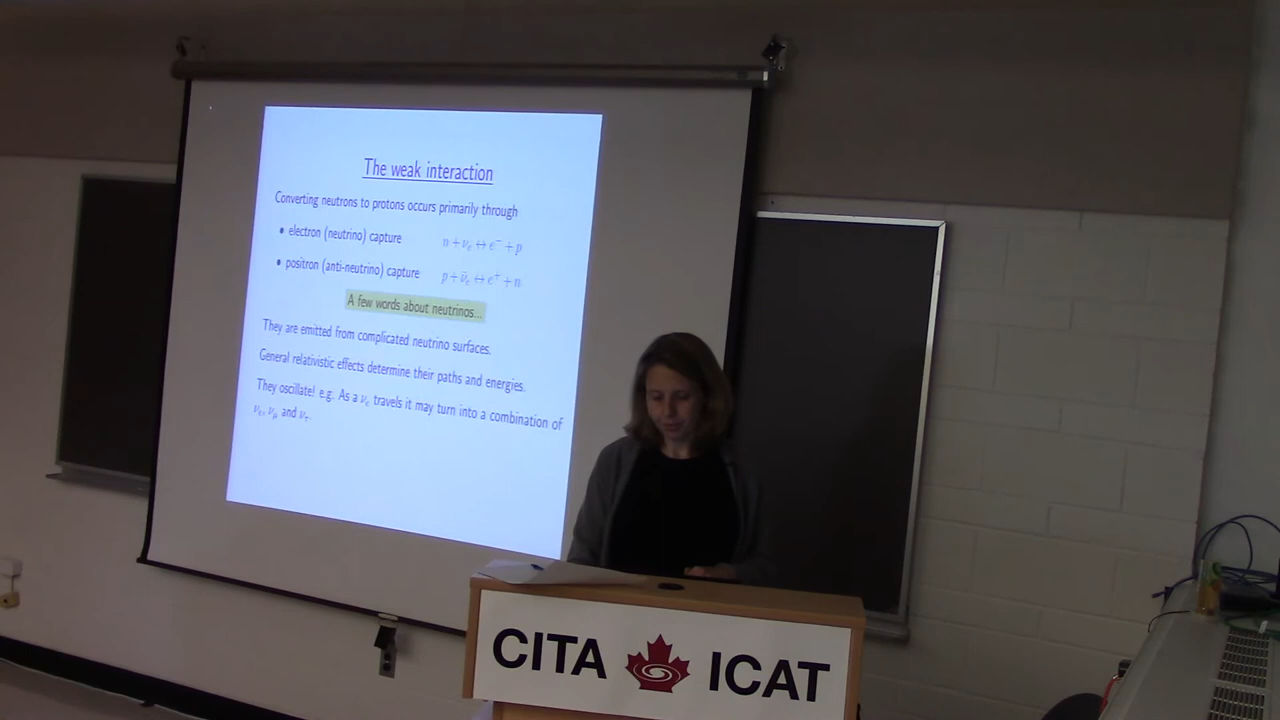 The weak interaction
Converting neutrons to protons occurs primarily through
• electron (neutrino) capture n + νₑ ↔ e⁻ + p
• positron (anti-neutrino) capture p + ν̄ₑ ↔ e⁺ + n
A few words about neutrinos...
They are emitted from complicated neutrino surfaces.
General relativistic effects determine their paths and energies.
They oscillate! e.g. As a νₑ travels it may turn into a combination of
νₑ, ν_μ and ν_τ.
CITA ICAT